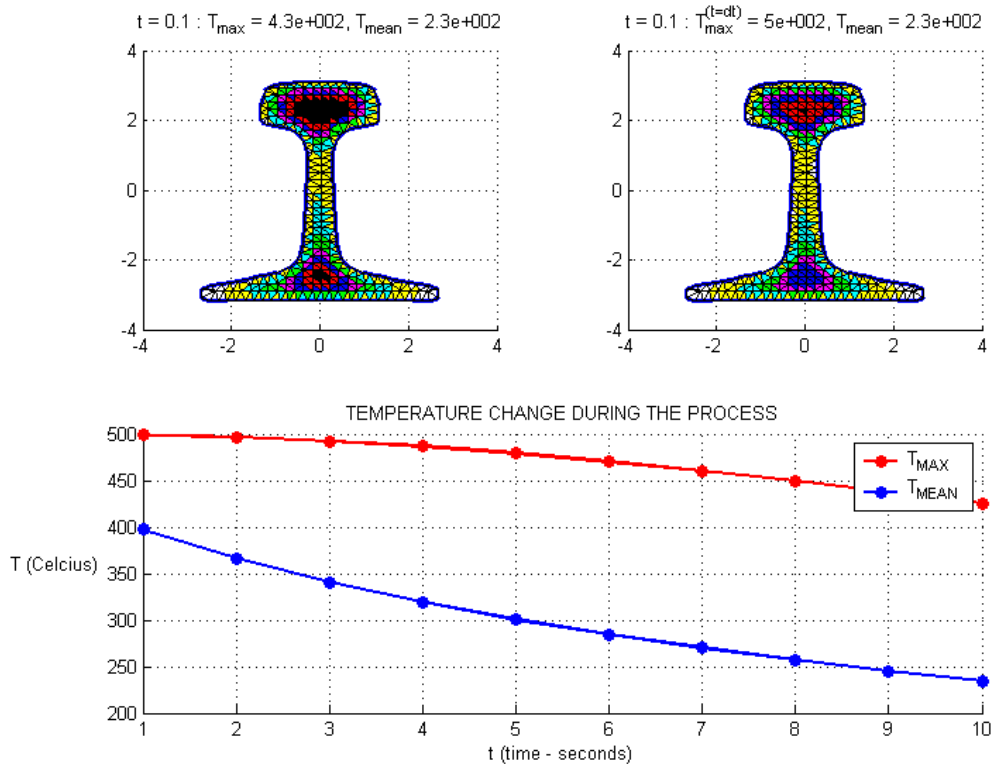 t = 0.1 : T_max = 4.3e+002, T_mean = 2.3e+002
4
2
0
-2
-4
-4 -2 0 2 4
t = 0.1 : T_max^(t=dt) = 5e+002, T_mean = 2.3e+002
4
2
0
-2
-4
-4 -2 0 2 4
TEMPERATURE CHANGE DURING THE PROCESS
500
450
400
350
300
250
200
T (Celcius)
T_MAX
T_MEAN
1 2 3 4 5 6 7 8 9 10
t (time - seconds)